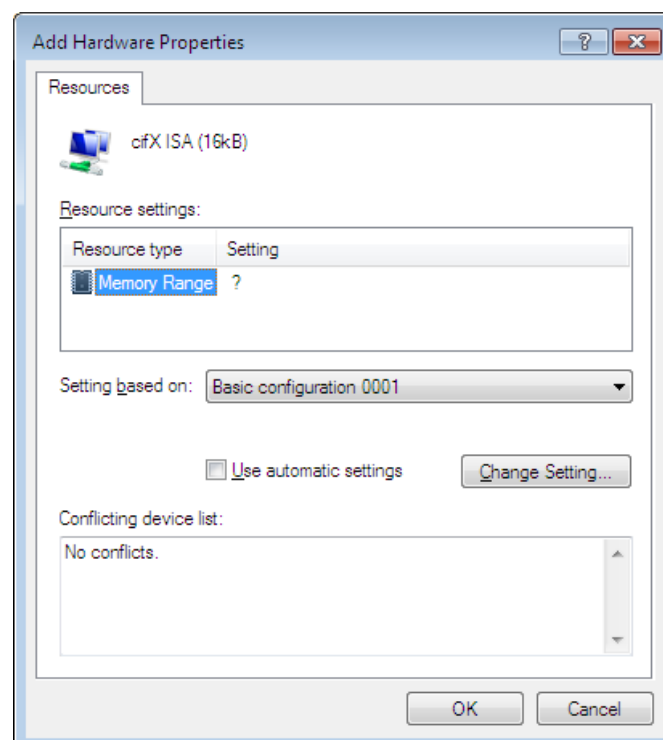 Add Hardware Properties
Resources
cifX ISA (16kB)
Resource settings:
Resource type Setting
Memory Range ?
Setting based on: Basic configuration 0001
Use automatic settings Change Setting...
Conflicting device list:
No conflicts.
OK Cancel